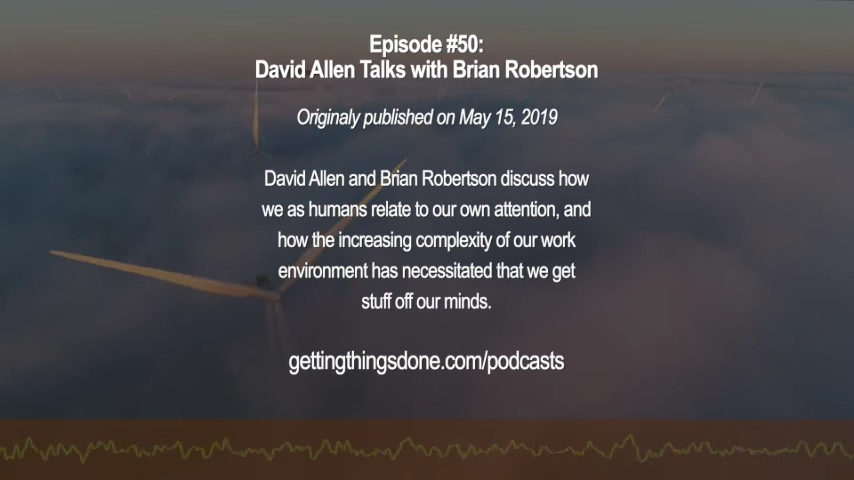 Episode #50:
David Allen Talks with Brian Robertson
Originaly published on May 15, 2019
David Allen and Brian Robertson discuss how
we as humans relate to our own attention, and
how the increasing complexity of our work
environment has necessitated that we get
stuff off our minds.
gettingthingsdone.com/podcasts